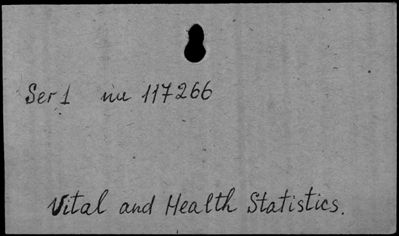 Ser 1 nu 117266
Vital and Health Statistics.